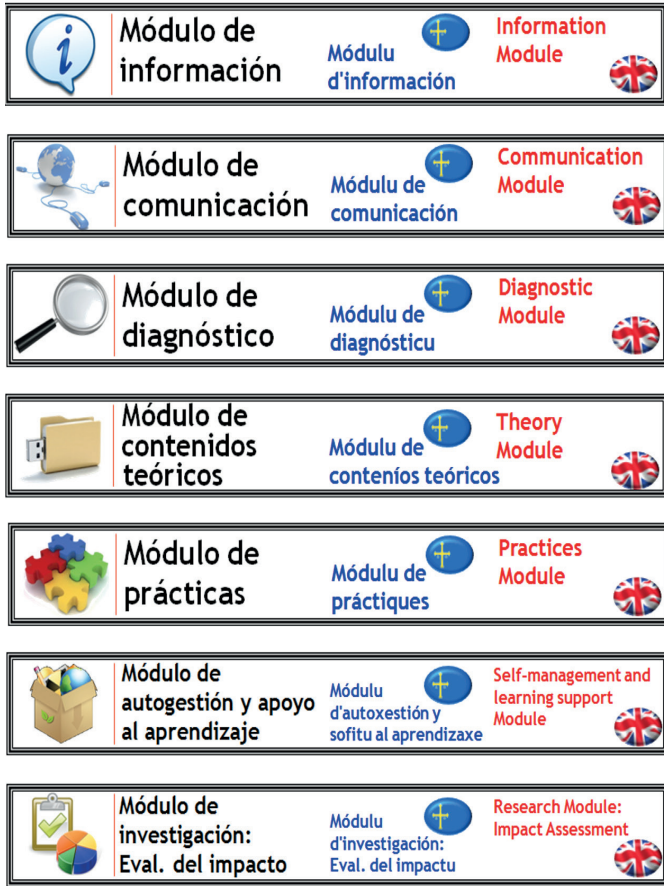 Módulo de
información
Módulu
d'información
Information
Module
Módulo de
comunicación
Módulu de
comunicación
Communication
Module
Módulo de
diagnóstico
Módulu de
diagnósticu
Diagnostic
Module
Módulo de
contenidos
teóricos
Módulu de
conteníos teóricos
Theory
Module
Módulo de
prácticas
Módulu de
práctiques
Practices
Module
Módulo de
autogestión y apoyo
al aprendizaje
Módulu
d'autoxestión y
sofitu al aprendizaxe
Self-management and
learning support
Module
Módulo de
investigación:
Eval. del impacto
Módulu
d'investigación:
Eval. del impactu
Research Module:
Impact Assessment